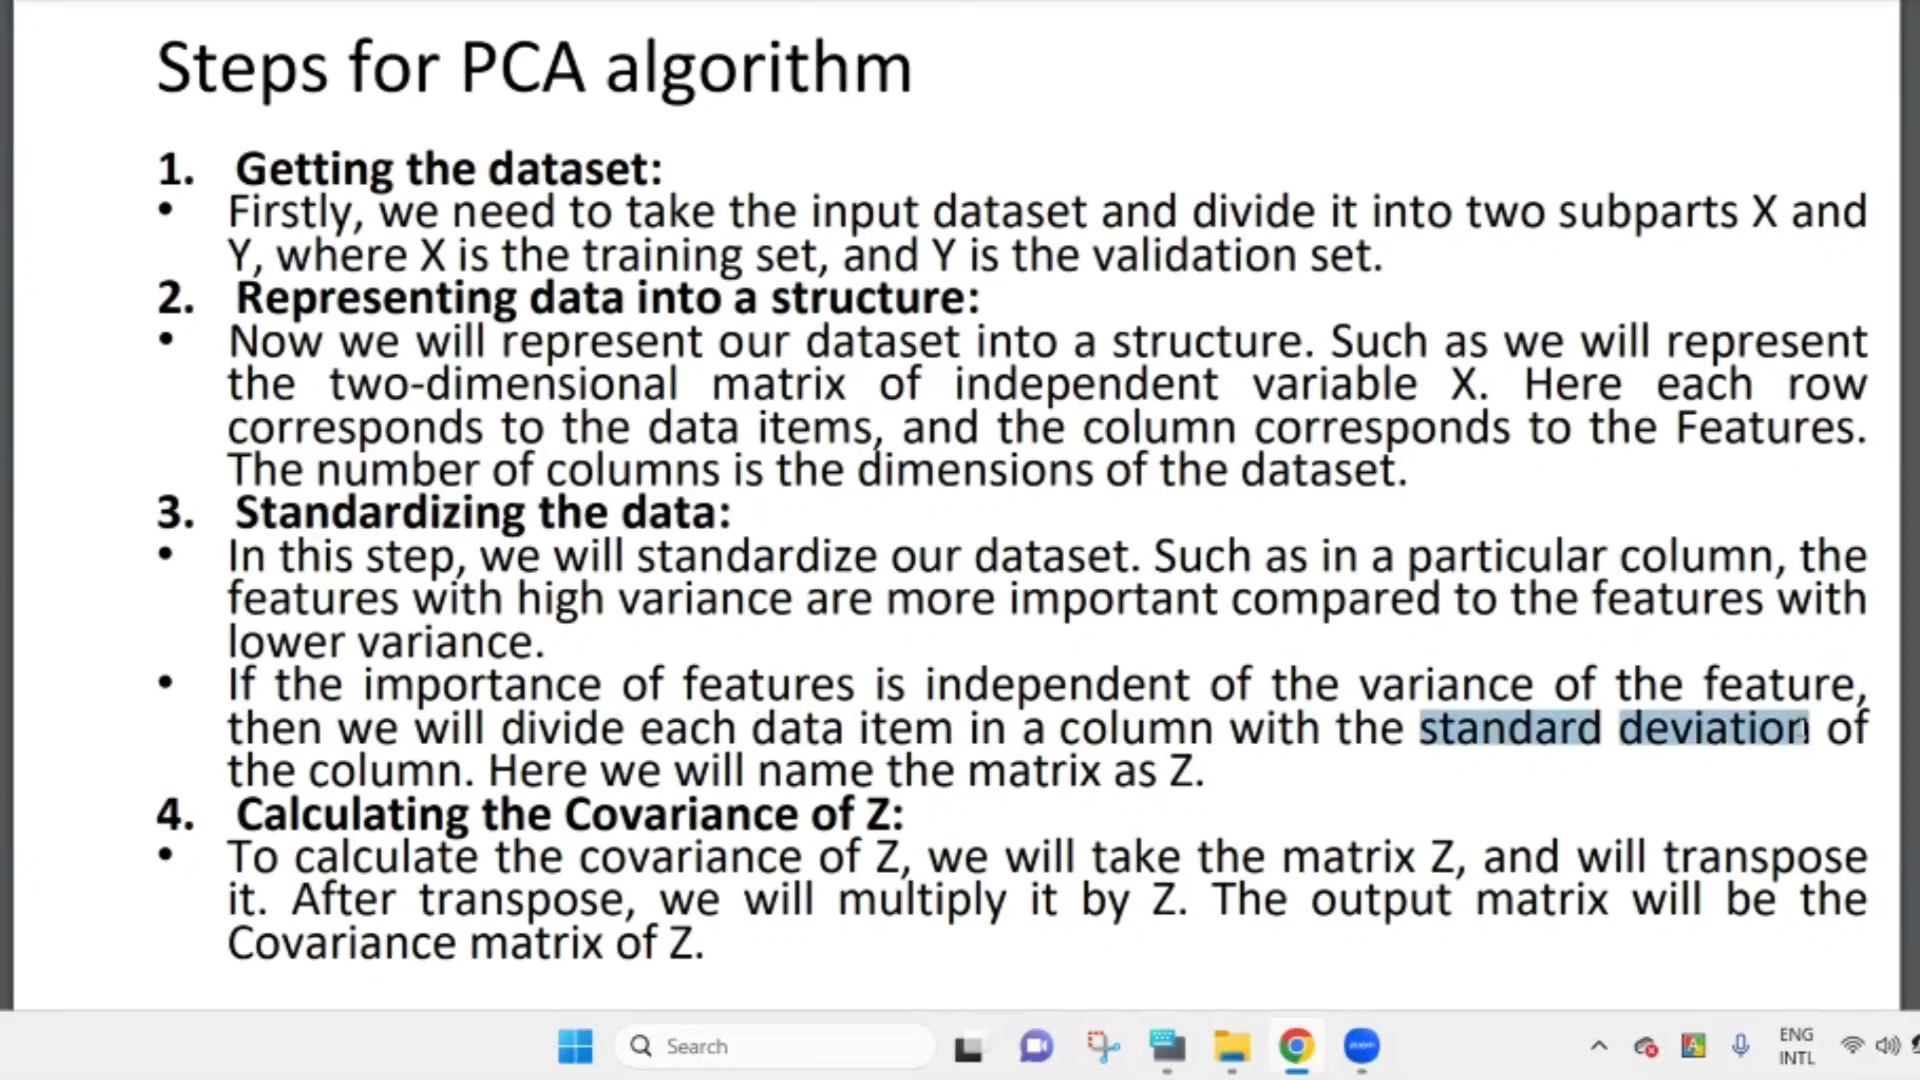 Steps for PCA algorithm
1. Getting the dataset:
• Firstly, we need to take the input dataset and divide it into two subparts X and
Y, where X is the training set, and Y is the validation set.
2. Representing data into a structure:
• Now we will represent our dataset into a structure. Such as we will represent
the two-dimensional matrix of independent variable X. Here each row
corresponds to the data items, and the column corresponds to the Features.
The number of columns is the dimensions of the dataset.
3. Standardizing the data:
• In this step, we will standardize our dataset. Such as in a particular column, the
features with high variance are more important compared to the features with
lower variance.
• If the importance of features is independent of the variance of the feature,
then we will divide each data item in a column with the standard deviation of
the column. Here we will name the matrix as Z.
4. Calculating the Covariance of Z:
• To calculate the covariance of Z, we will take the matrix Z, and will transpose
it. After transpose, we will multiply it by Z. The output matrix will be the
Covariance matrix of Z.
Search
zoom
ENG
INTL